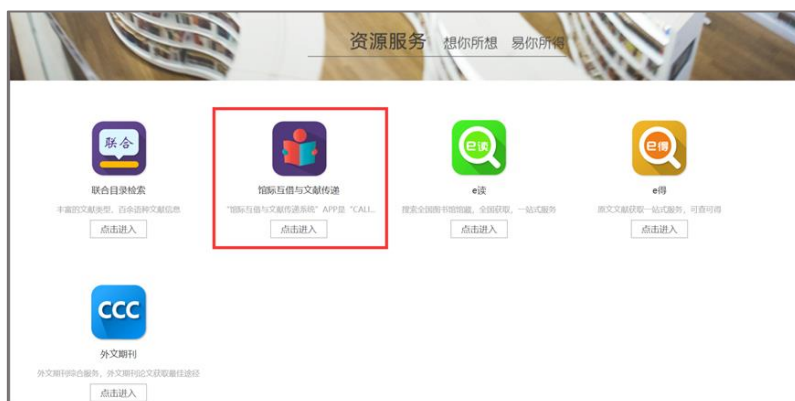 资源服务 想你所想 易你所得
联合
e读
e得
联合目录检索
馆际互借与文献传递
e读
e得
丰富的文献类型，百余语种文献信息
"馆际互借与文献传递系统" APP是 "CALI...
搜索全国图书馆馆藏，全国获取，一站式服务
原文文献获取一站式服务，可查可得
点击进入
点击进入
点击进入
点击进入
CCC
外文期刊
外文期刊综合服务，外文期刊论文获取最佳途径
点击进入